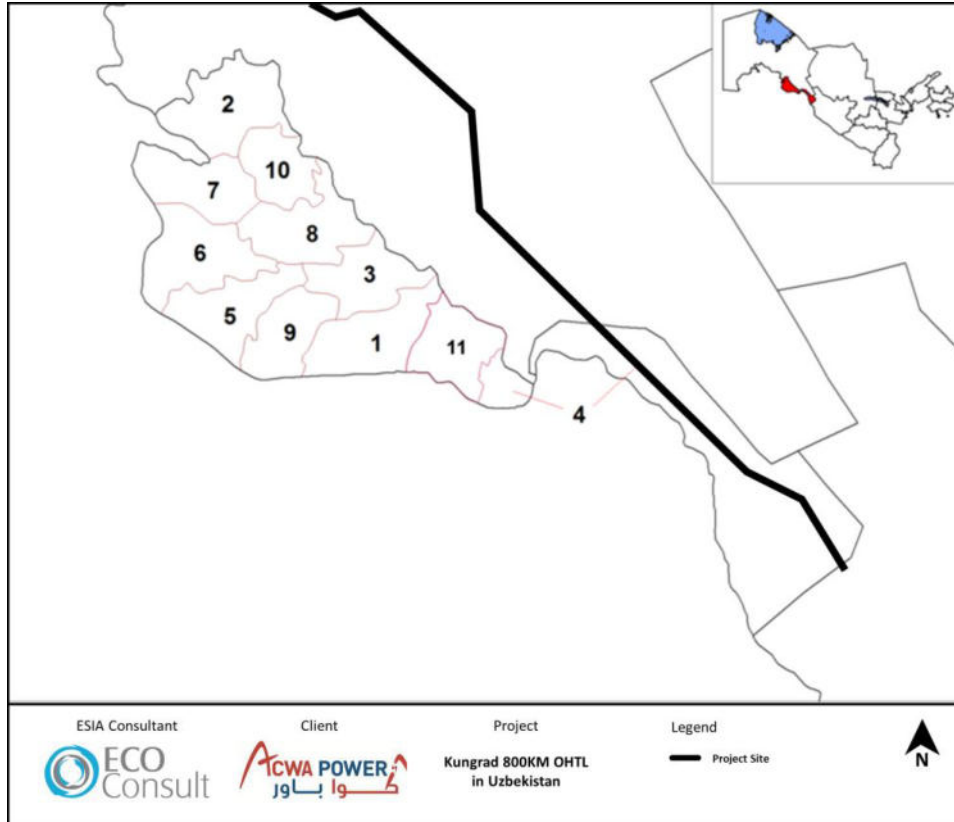 2
10
7
8
6
3
5
9
1
11
4
ESIA Consultant
Client
Project
Legend
ECO
Consult
ACWA POWER
أكوا باور
Kungrad 800KM OHTL
in Uzbekistan
Project Site
N